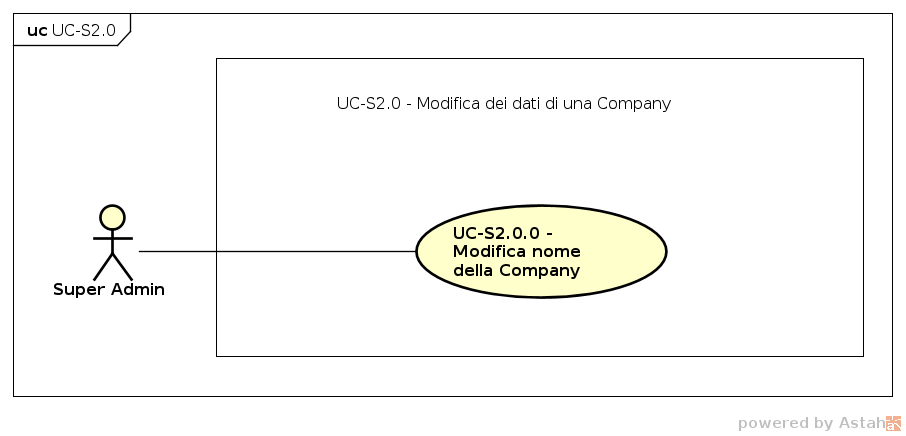 uc UC-S2.0
UC-S2.0 - Modifica dei dati di una Company
UC-S2.0.0 -
Modifica nome
della Company
Super Admin
powered by Astah